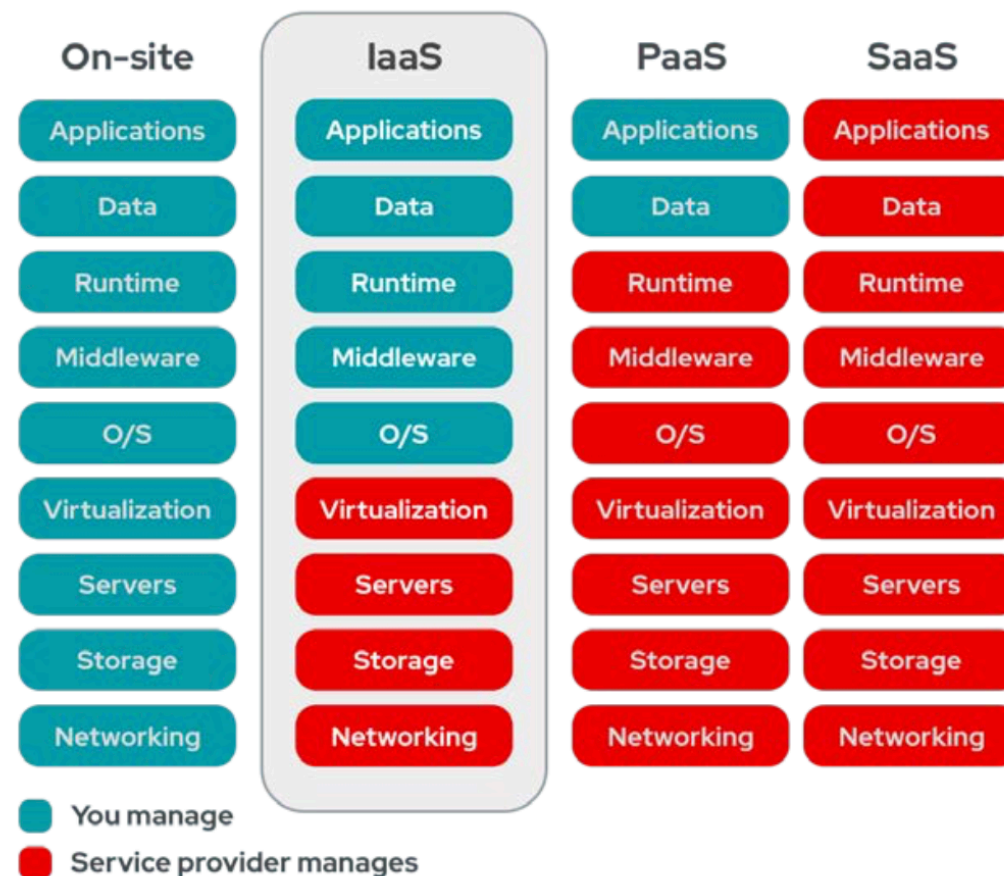 On-site IaaS PaaS SaaS
Applications Applications Applications Applications
Data Data Data Data
Runtime Runtime Runtime Runtime
Middleware Middleware Middleware Middleware
O/S O/S O/S O/S
Virtualization Virtualization Virtualization Virtualization
Servers Servers Servers Servers
Storage Storage Storage Storage
Networking Networking Networking Networking
You manage
Service provider manages